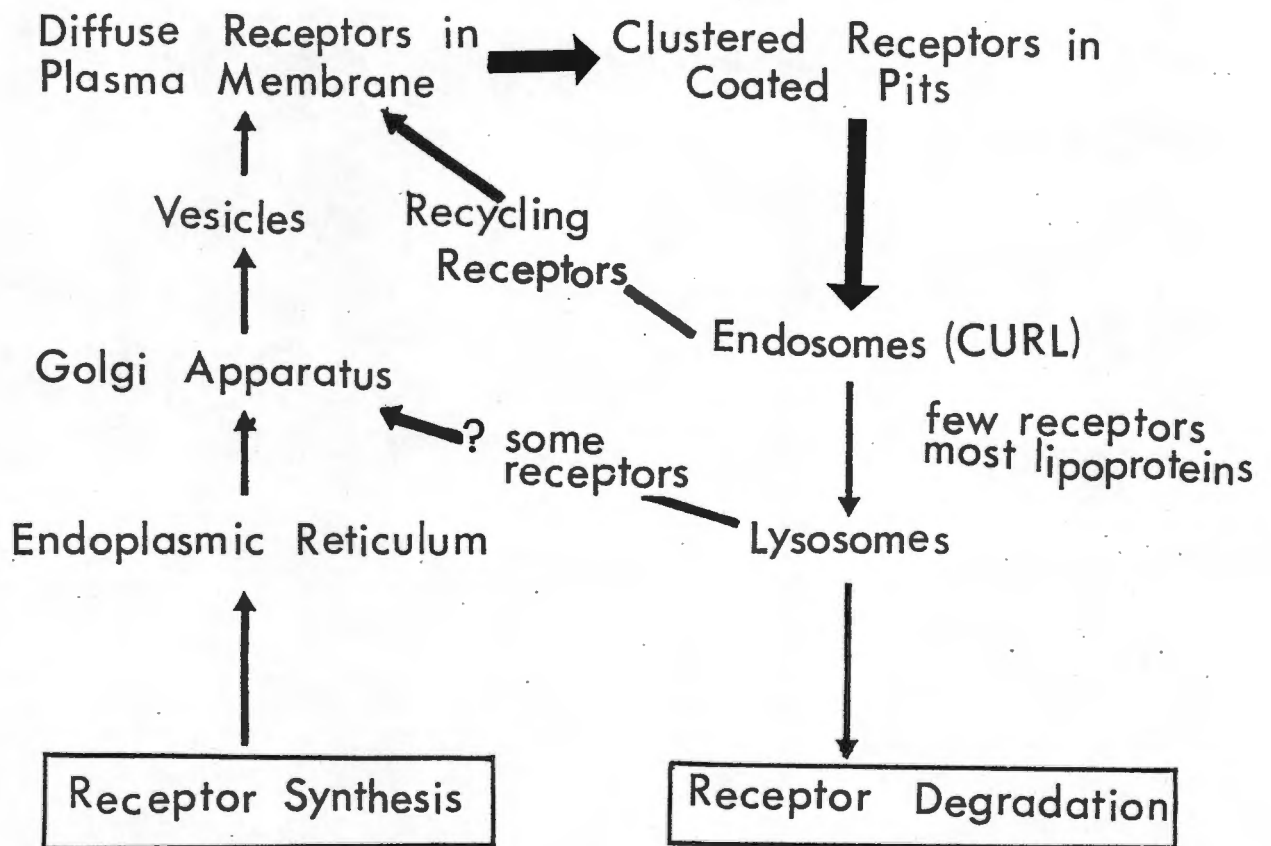 Diffuse Receptors in
Plasma Membrane
Clustered Receptors in
Coated Pits
Vesicles
Recycling
Receptors
Endosomes (CURL)
Golgi Apparatus
few receptors
most lipoproteins
? some
receptors
Endoplasmic Reticulum
Lysosomes
Receptor Synthesis
Receptor Degradation